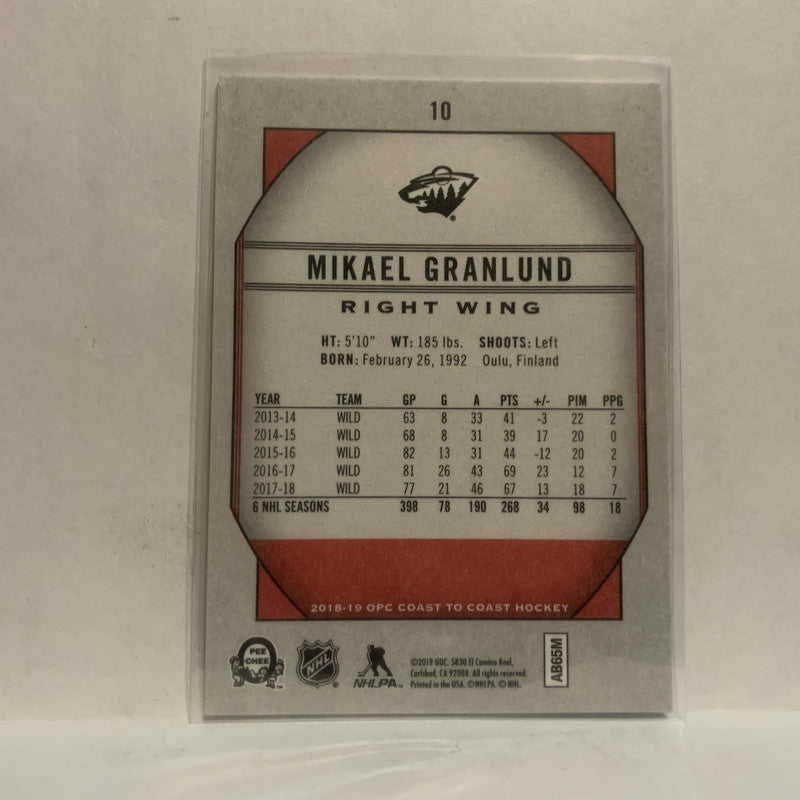 10
MIKAEL GRANLUND
RIGHT WING
HT: 5'10" WT: 185 lbs. SHOOTS: Left
BORN: February 26, 1992 Oulu, Finland
YEAR TEAM GP G A PTS +/- PIM PPG
2013-14 WILD 63 8 33 41 -3 22 2
2014-15 WILD 68 8 31 39 17 20 0
2015-16 WILD 82 13 31 44 -12 20 2
2016-17 WILD 81 26 43 69 23 12 7
2017-18 WILD 77 21 46 67 13 18 7
6 NHL SEASONS 398 78 190 268 34 98 18
2018-19 OPC COAST TO COAST HOCKEY
O PEE CHEE ™
NHL ®
NHLPA ™
©2019 UDC. 5830 El Camino Real,
Carlsbad, CA 92008. All rights reserved.
Printed in the USA. ©NHLPA © NHL.
AB65M